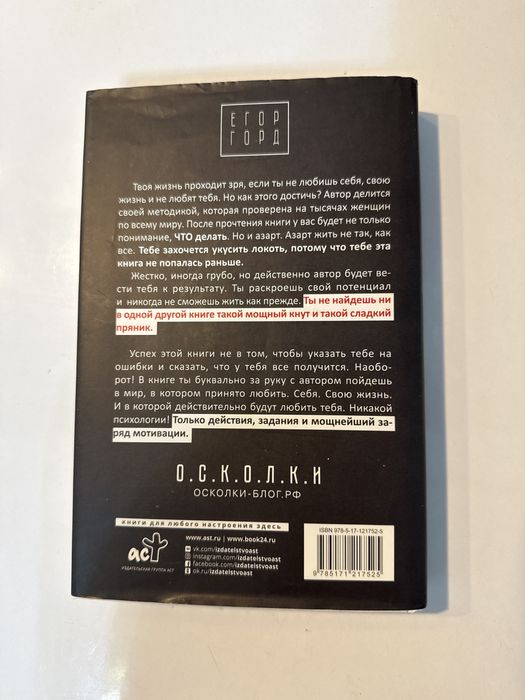 ЕГОР
ГОРД
Твоя жизнь проходит зря, если ты не любишь себя, свою
жизнь и не любят тебя. Но как этого достичь? Автор делится
своей методикой, которая проверена на тысячах женщин
по всему миру. После прочтения книги у вас будет не только
понимание, ЧТО делать. Но и азарт. Азарт жить не так, как
все. Тебе захочется укусить локоть, потому что тебе эта
книга не попалась раньше.
Жестко, иногда грубо, но действенно автор будет ве-
сти тебя к результату. Ты раскроешь свой потенциал
и никогда не сможешь жить как прежде. Ты не найдешь ни
в одной другой книге такой мощный кнут и такой сладкий
пряник.
Успех этой книги не в том, чтобы указать тебе на
ошибки и сказать, что у тебя все получится. Наобо-
рот! В книге ты буквально за руку с автором пойдешь
в мир, в котором принято любить. Себя. Свою жизнь.
И в которой действительно будут любить тебя. Никакой
психологии! Только действия, задания и мощнейший за-
ряд мотивации.
О.С.К.О.Л.К.И
ОСКОЛКИ-БЛОГ.РФ
книги для любого настроения здесь
аст
ИЗДАТЕЛЬСКАЯ ГРУППА АСТ
www.ast.ru | www.book24.ru
vk.com/izdatelstvoast
instagram.com/izdatelstvoast
facebook.com/izdatelstvoast
ok.ru/izdatelstvoast
ISBN 978-5-17-121752-5
9 785171 217525